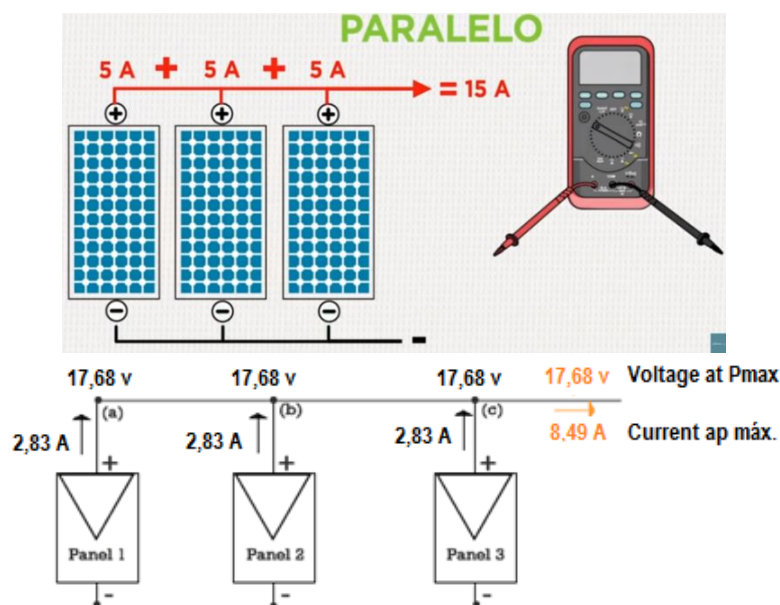 PARALELO
5 A + 5 A + 5 A = 15 A
+ + +
- - -
-
17,68 v 17,68 v 17,68 v 17,68 v Voltage at Pmax
(a) (b) (c)
2,83 A 2,83 A 2,83 A 8,49 A Current ap máx.
+ + +
Panel 1 Panel 2 Panel 3
- - -